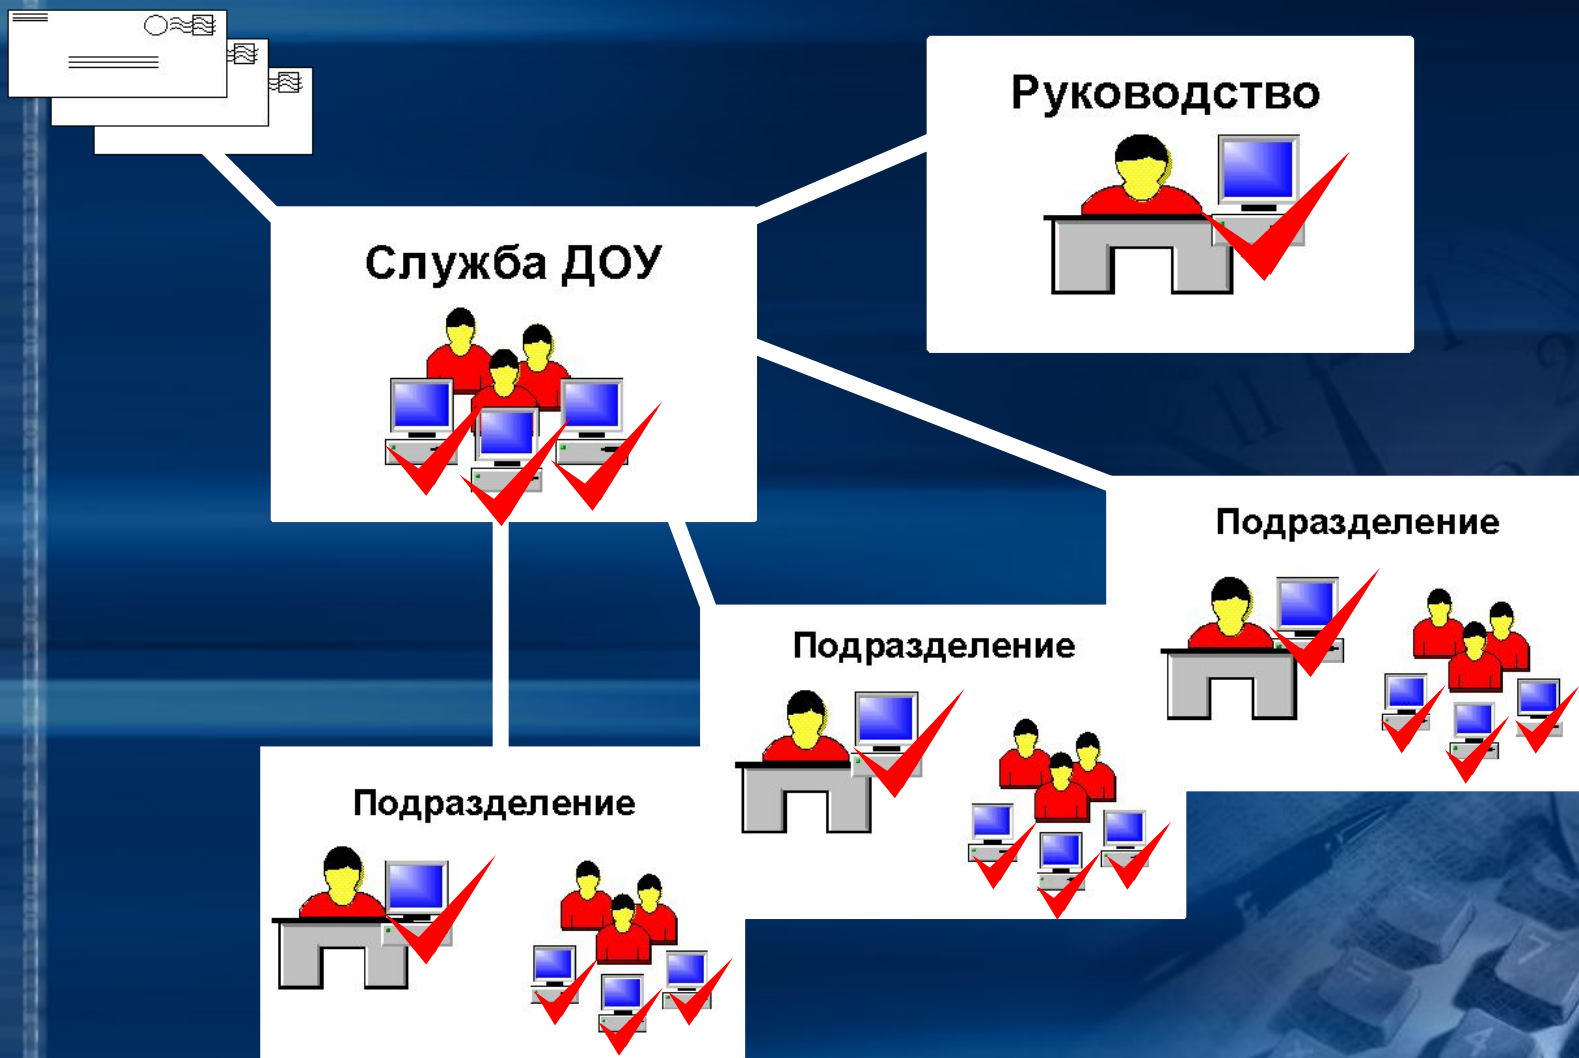 Руководство
Служба ДОУ
Подразделение
Подразделение
Подразделение